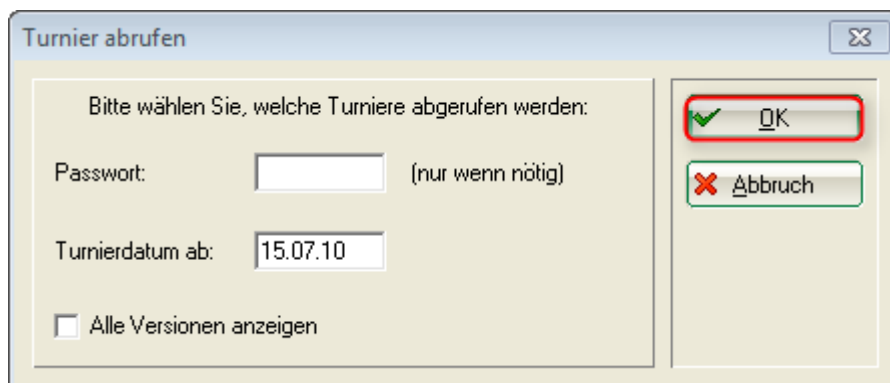 Turnier abrufen
Bitte wählen Sie, welche Turniere abgerufen werden:
OK
Passwort: (nur wenn nötig)
Abbruch
Turnierdatum ab: 15.07.10
Alle Versionen anzeigen